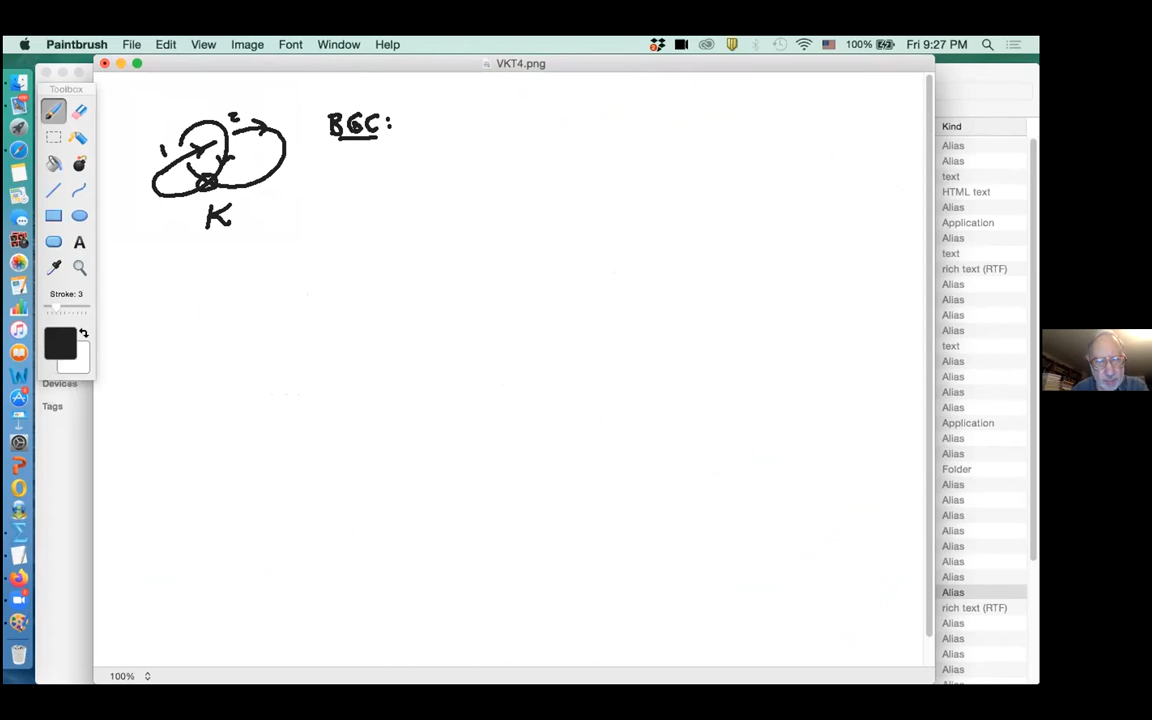 Paintbrush File Edit View Image Font Window Help 100% Fri 9:27 PM
VKT4.png
Toolbox
Kind
2
BGC:
Alias
1
Alias
text
HTML text
Alias
K
Application
Alias
text
rich text (RTF)
Alias
Stroke: 3
Alias
Alias
Alias
text
Alias
Alias
Devices
Alias
Tags
Alias
Application
Alias
Alias
Folder
Alias
Alias
Alias
Alias
Alias
Alias
Alias
Alias
rich text (RTF)
Alias
Alias
Alias
Alias
100%